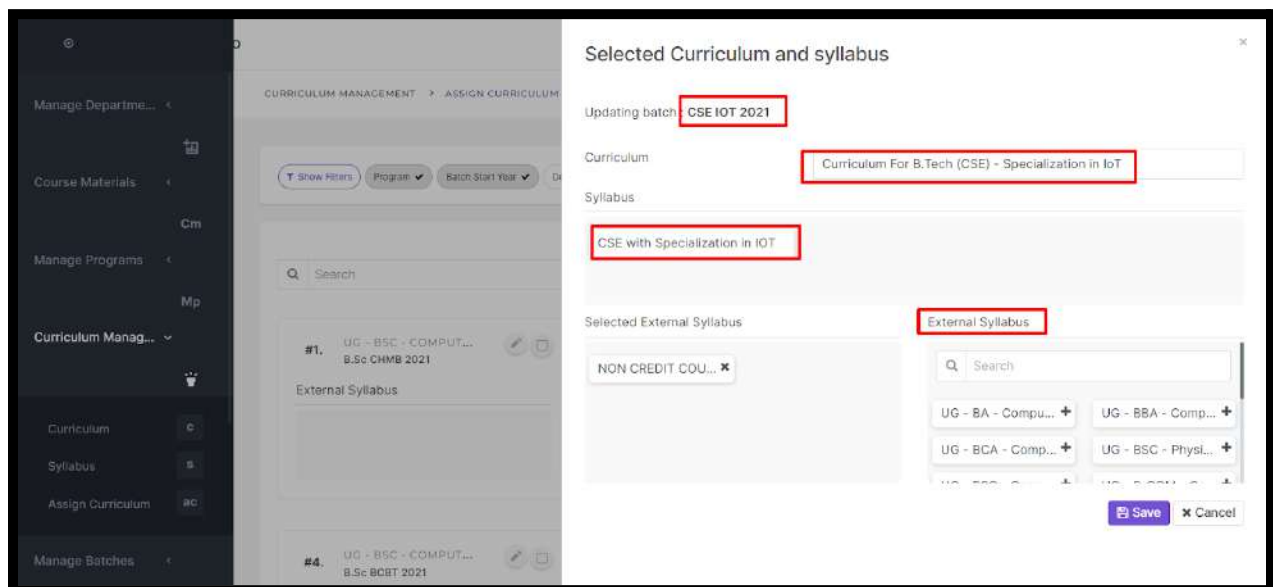 Manage Departme...
Course Materials
Cm
Manage Programs
Mp
Curriculum Manag...
Curriculum
c
Syllabus
s
Assign Curriculum
ac
Manage Batches
CURRICULUM MANAGEMENT > ASSIGN CURRICULUM
Show Filters
Program
Batch Start Year
Search
#1.
UG - BSC - COMPUT...
B.Sc CHMB 2021
External Syllabus
#4.
UG - BSC - COMPUT...
B.Sc BCBT 2021
Selected Curriculum and syllabus
×
Updating batch : CSE IOT 2021
Curriculum
Curriculum For B.Tech (CSE) - Specialization in IoT
Syllabus
CSE with Specialization in IOT
Selected External Syllabus
NON CREDIT COU... ×
External Syllabus
Search
UG - BA - Compu... +
UG - BBA - Comp... +
UG - BCA - Comp... +
UG - BSC - Physi... +
Save
× Cancel